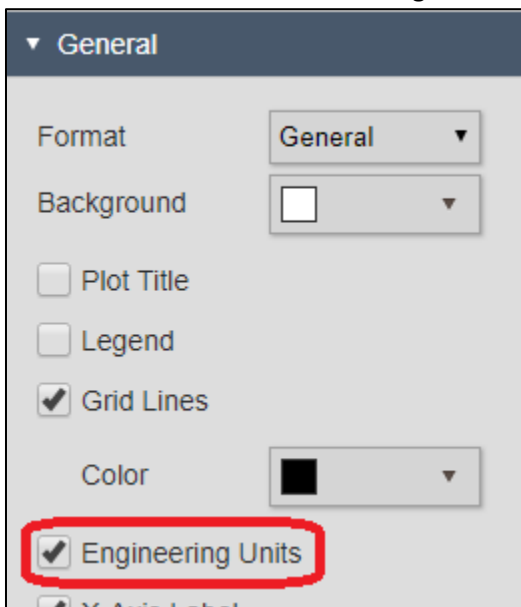 General
Format General
Background
Plot Title
Legend
Grid Lines
Color
Engineering Units